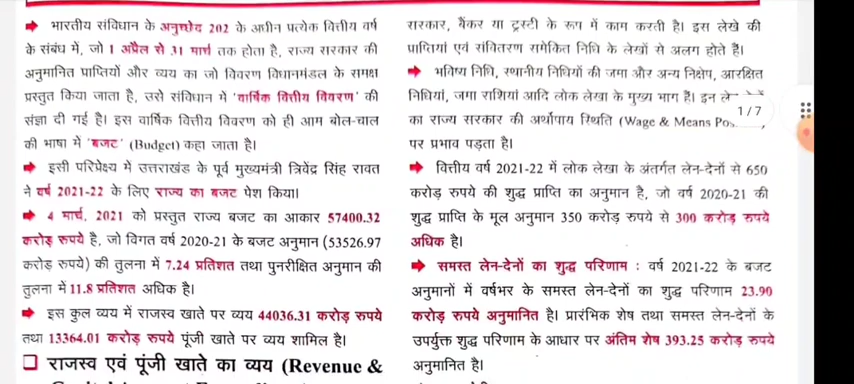 ➡ भारतीय संविधान के अनुच्छेद 202 के अधीन प्रत्येक वित्तीय वर्ष
के संबंध में, जो 1 अप्रैल से 31 मार्च तक होता है, राज्य सरकार की
अनुमानित प्राप्तियों और व्यय का जो विवरण विधानमंडल के समक्ष
प्रस्तुत किया जाता है, उसे संविधान में 'वार्षिक वित्तीय विवरण' की
संज्ञा दी गई है। इस वार्षिक वित्तीय विवरण को ही आम बोल-चाल
की भाषा में 'बजट' (Budget) कहा जाता है।
➡ इसी परिप्रेक्ष्य में उत्तराखंड के पूर्व मुख्यमंत्री त्रिवेंद्र सिंह रावत
ने वर्ष 2021-22 के लिए राज्य का बजट पेश किया।
➡ 4 मार्च, 2021 को प्रस्तुत राज्य बजट का आकार 57400.32
करोड़ रुपये है, जो विगत वर्ष 2020-21 के बजट अनुमान (53526.97
करोड़ रुपये) की तुलना में 7.24 प्रतिशत तथा पुनरीक्षित अनुमान की
तुलना में 11.8 प्रतिशत अधिक है।
➡ इस कुल व्यय में राजस्व खाते पर व्यय 44036.31 करोड़ रुपये
तथा 13364.01 करोड़ रुपये पूंजी खाते पर व्यय शामिल है।
❑ राजस्व एवं पूंजी खाते का व्यय (Revenue &
सरकार, बैंकर या ट्रस्टी के रूप में काम करती है। इस लेखे की
प्राप्तियां एवं संवितरण समेकित निधि के लेखों से अलग होते हैं।
➡ भविष्य निधि, स्थानीय निधियों की जमा और अन्य निक्षेप, आरक्षित
निधियां, जमा राशियां आदि लोक लेखा के मुख्य भाग हैं। इन
1 / 7
का राज्य सरकार की अर्थोपाय स्थिति (Wage & Means
पर प्रभाव पड़ता है।
➡ वित्तीय वर्ष 2021-22 में लोक लेखा के अंतर्गत लेन-देनों से 650
करोड़ रुपये की शुद्ध प्राप्ति का अनुमान है, जो वर्ष 2020-21 की
शुद्ध प्राप्ति के मूल अनुमान 350 करोड़ रुपये से 300 करोड़ रुपये
अधिक है।
➡ समस्त लेन-देनों का शुद्ध परिणाम : वर्ष 2021-22 के बजट
अनुमानों में वर्षभर के समस्त लेन-देनों का शुद्ध परिणाम 23.90
करोड़ रुपये अनुमानित है। प्रारंभिक शेष तथा समस्त लेन-देनों के
उपर्युक्त शुद्ध परिणाम के आधार पर अंतिम शेष 393.25 करोड़ रुपये
अनुमानित है।